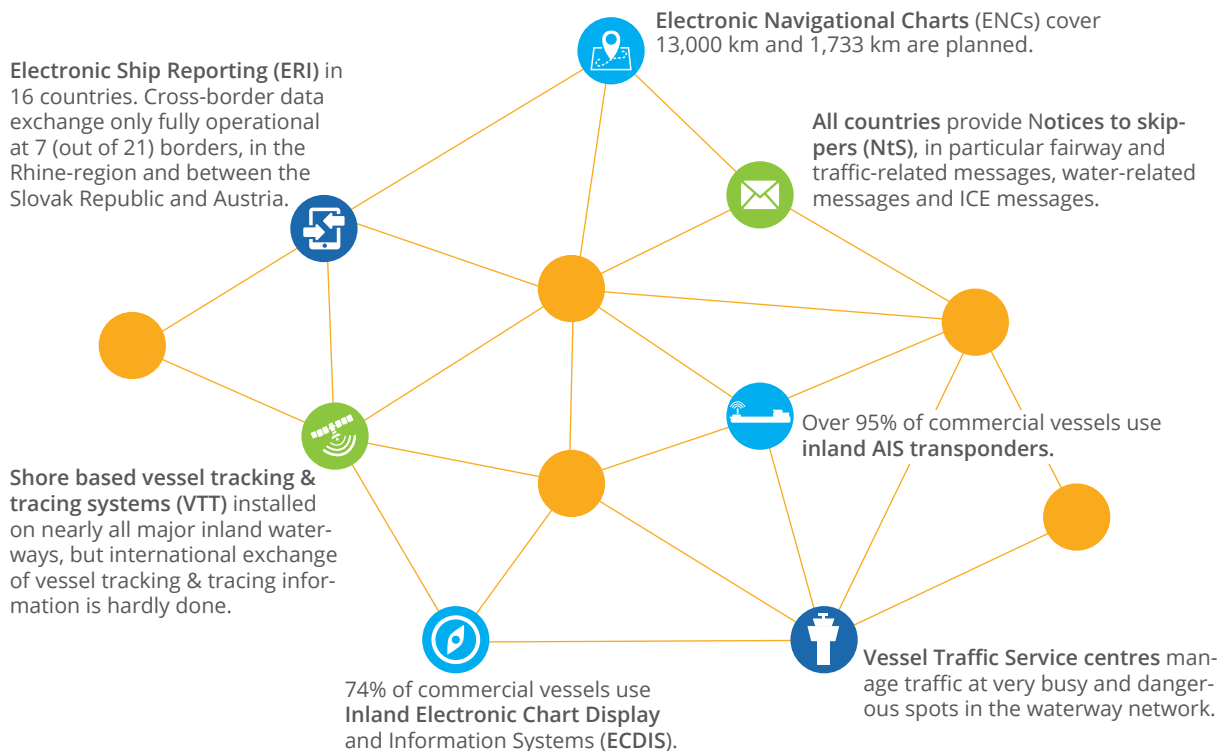 Electronic Navigational Charts (ENCs) cover
13,000 km and 1,733 km are planned.
Electronic Ship Reporting (ERI) in
16 countries. Cross-border data
exchange only fully operational
at 7 (out of 21) borders, in the
Rhine-region and between the
Slovak Republic and Austria.
All countries provide Notices to skip-
pers (NtS), in particular fairway and
traffic-related messages, water-related
messages and ICE messages.
Over 95% of commercial vessels use
inland AIS transponders.
Shore based vessel tracking &
tracing systems (VTT) installed
on nearly all major inland water-
ways, but international exchange
of vessel tracking & tracing infor-
mation is hardly done.
Vessel Traffic Service centres man-
age traffic at very busy and danger-
ous spots in the waterway network.
74% of commercial vessels use
Inland Electronic Chart Display
and Information Systems (ECDIS).